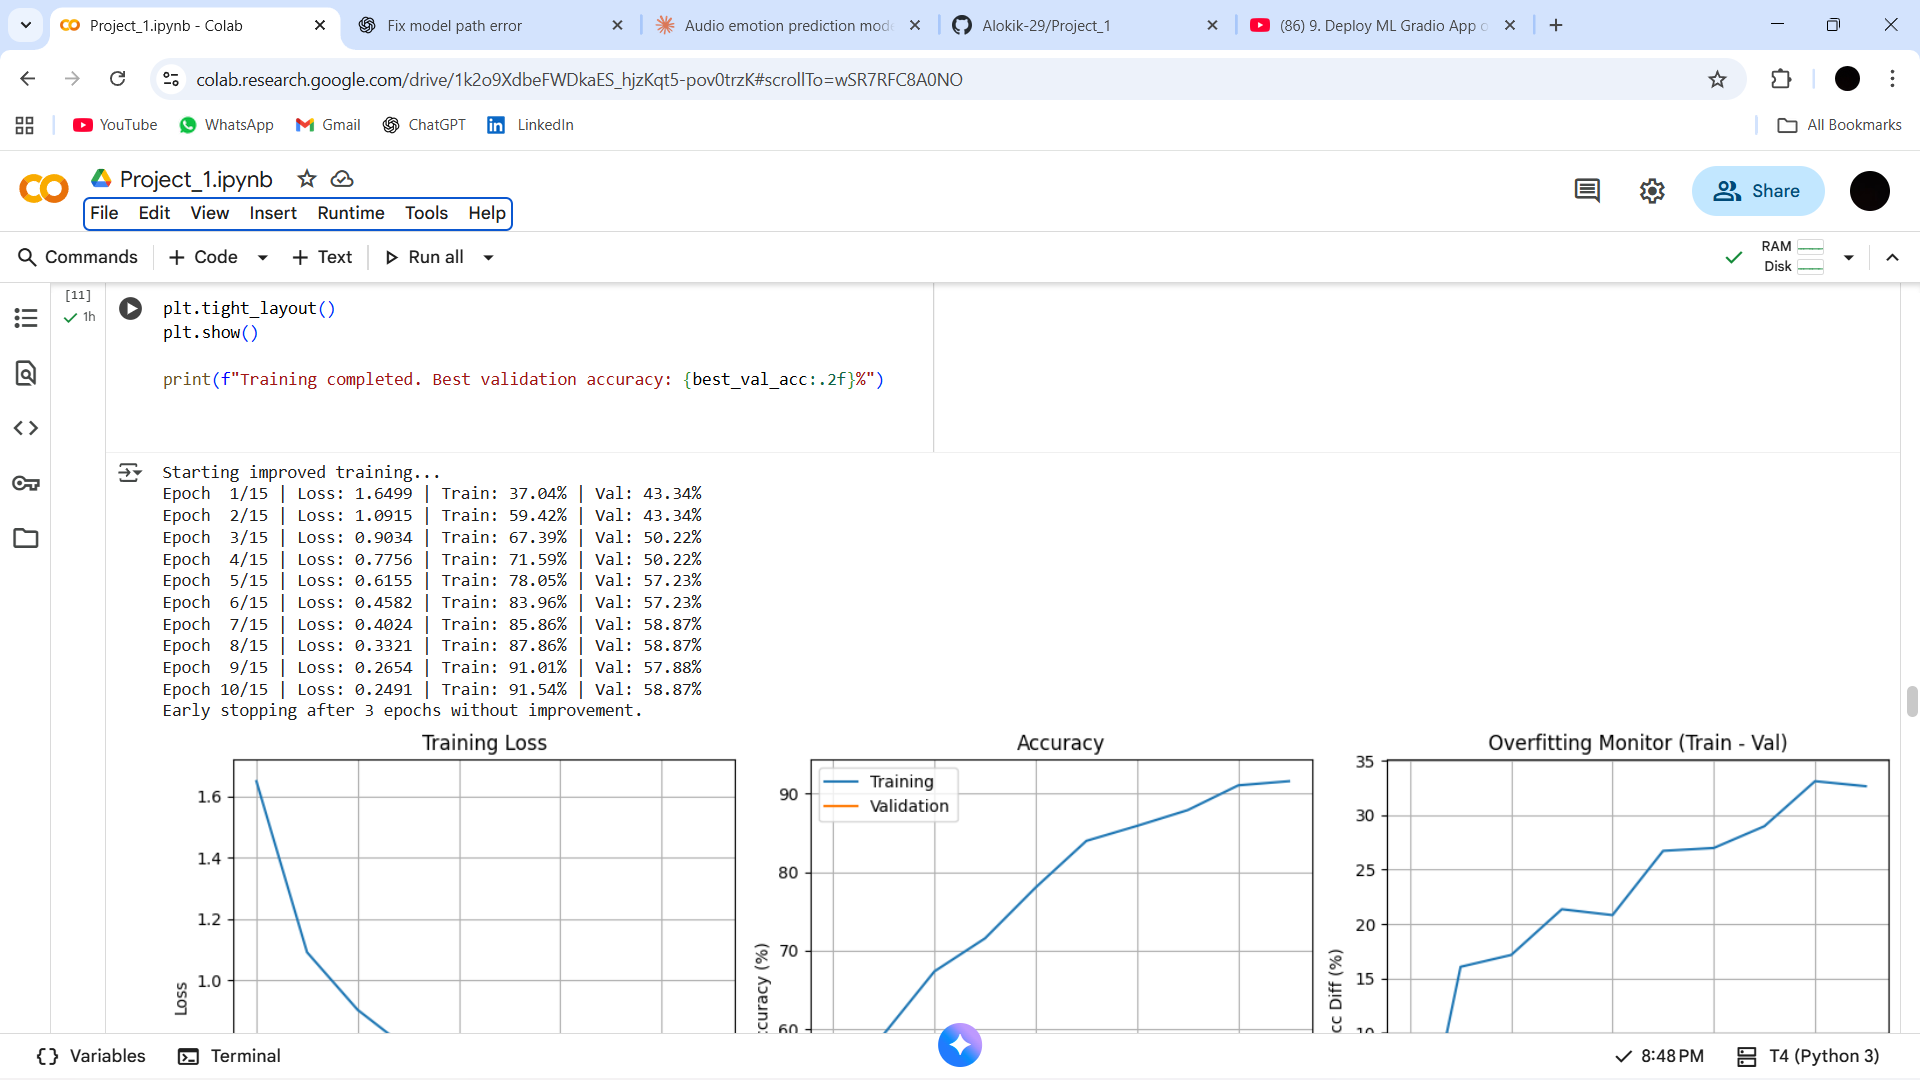 Project_1.ipynb - Colab
Fix model path error
Audio emotion prediction mode
Alokik-29/Project_1
(86) 9. Deploy ML Gradio App o
colab.research.google.com/drive/1k2o9XdbeFWDkaES_hjzKqt5-pov0trzK#scrollTo=wSR7RFC8A0NO
YouTube
WhatsApp
Gmail
ChatGPT
LinkedIn
All Bookmarks
Project_1.ipynb
Share
File Edit View Insert Runtime Tools Help
Commands + Code + Text Run all
RAM
Disk
[11]
1h
plt.tight_layout()
plt.show()
print(f"Training completed. Best validation accuracy: {best_val_acc:.2f}%")
Starting improved training...
Epoch  1/15 | Loss: 1.6499 | Train: 37.04% | Val: 43.34%
Epoch  2/15 | Loss: 1.0915 | Train: 59.42% | Val: 43.34%
Epoch  3/15 | Loss: 0.9034 | Train: 67.39% | Val: 50.22%
Epoch  4/15 | Loss: 0.7756 | Train: 71.59% | Val: 50.22%
Epoch  5/15 | Loss: 0.6155 | Train: 78.05% | Val: 57.23%
Epoch  6/15 | Loss: 0.4582 | Train: 83.96% | Val: 57.23%
Epoch  7/15 | Loss: 0.4024 | Train: 85.86% | Val: 58.87%
Epoch  8/15 | Loss: 0.3321 | Train: 87.86% | Val: 58.87%
Epoch  9/15 | Loss: 0.2654 | Train: 91.01% | Val: 57.88%
Epoch 10/15 | Loss: 0.2491 | Train: 91.54% | Val: 58.87%
Early stopping after 3 epochs without improvement.
Training Loss
1.6
1.4
1.2
1.0
Loss
Accuracy
Training
Validation
90
80
70
60
ccuracy (%)
Overfitting Monitor (Train - Val)
35
30
25
20
15
10
cc Diff (%)
Variables
Terminal
8:48 PM
T4 (Python 3)